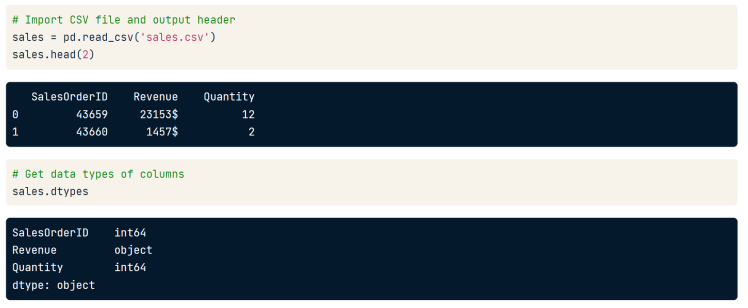 # Import CSV file and output header
sales = pd.read_csv('sales.csv')
sales.head(2)
SalesOrderID Revenue Quantity
0 43659 23153$ 12
1 43660 1457$ 2
# Get data types of columns
sales.dtypes
SalesOrderID int64
Revenue object
Quantity int64
dtype: object